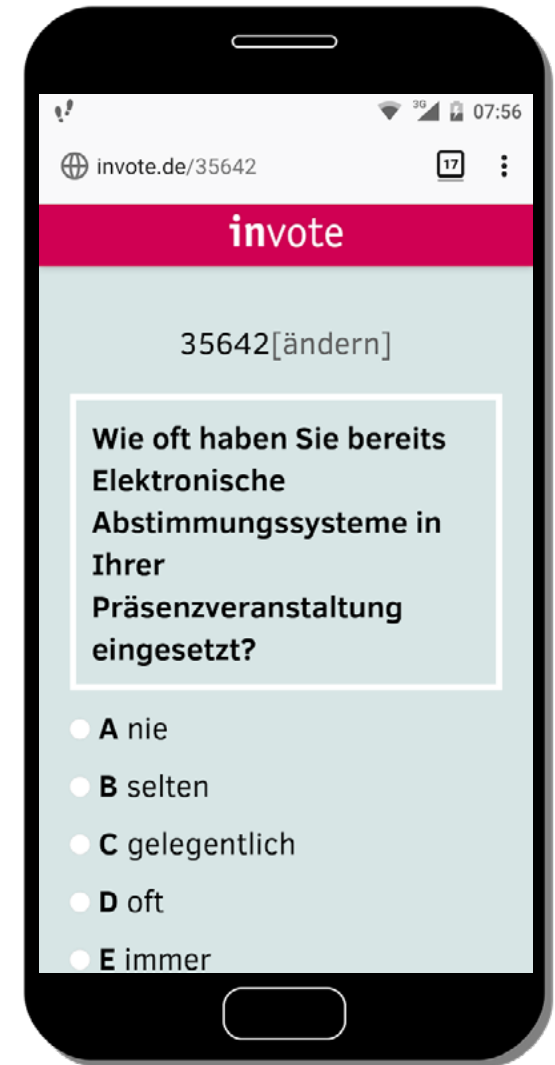 3G 07:56
invote.de/35642 17
invote
35642[ändern]
Wie oft haben Sie bereits
Elektronische
Abstimmungssysteme in
Ihrer
Präsenzveranstaltung
eingesetzt?
A nie
B selten
C gelegentlich
D oft
E immer